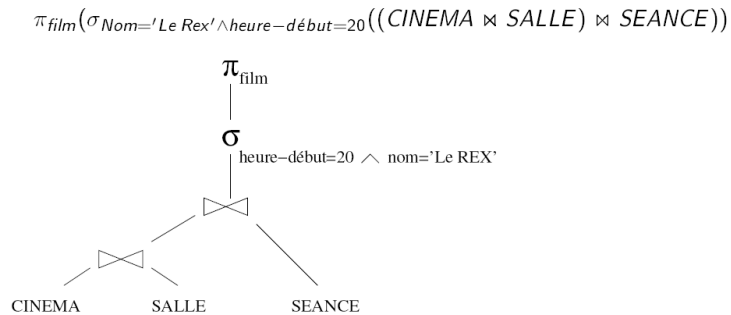 π_film(σ_Nom='Le Rex'∧heure−début=20((CINEMA ⋈ SALLE) ⋈ SEANCE))
π_film
σ_heure−début=20 ∧ nom='Le REX'
⋈
⋈
CINEMA SALLE SEANCE